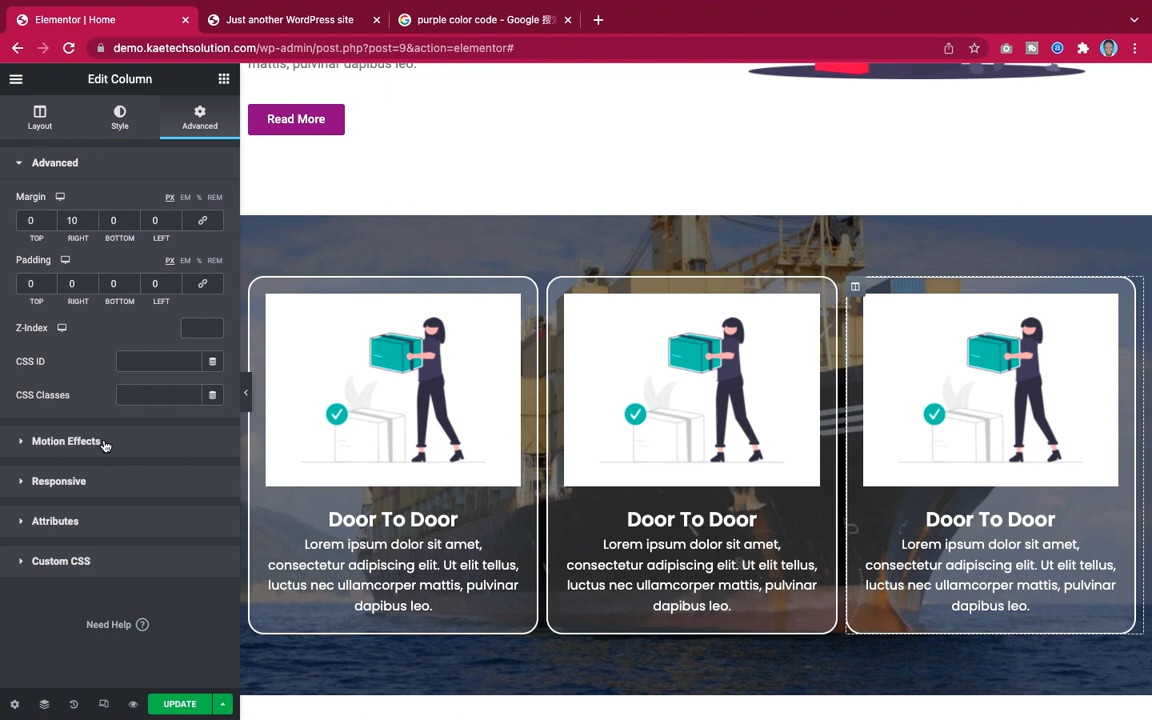 Elementor | Home
Just another WordPress site
purple color code - Google
demo.kaetechsolution.com/wp-admin/post.php?post=9&action=elementor#
Edit Column
mattis, pulvinar dapibus leo.
Layout
Style
Advanced
Read More
Advanced
Margin
PX EM % REM
0 10 0 0
TOP RIGHT BOTTOM LEFT
Padding
PX EM % REM
0 0 0 0
TOP RIGHT BOTTOM LEFT
Z-Index
CSS ID
CSS Classes
Motion Effects
Responsive
Attributes
Custom CSS
Need Help
UPDATE
Door To Door
Lorem ipsum dolor sit amet,
consectetur adipiscing elit. Ut elit tellus,
luctus nec ullamcorper mattis, pulvinar
dapibus leo.
Door To Door
Lorem ipsum dolor sit amet,
consectetur adipiscing elit. Ut elit tellus,
luctus nec ullamcorper mattis, pulvinar
dapibus leo.
Door To Door
Lorem ipsum dolor sit amet,
consectetur adipiscing elit. Ut elit tellus,
luctus nec ullamcorper mattis, pulvinar
dapibus leo.